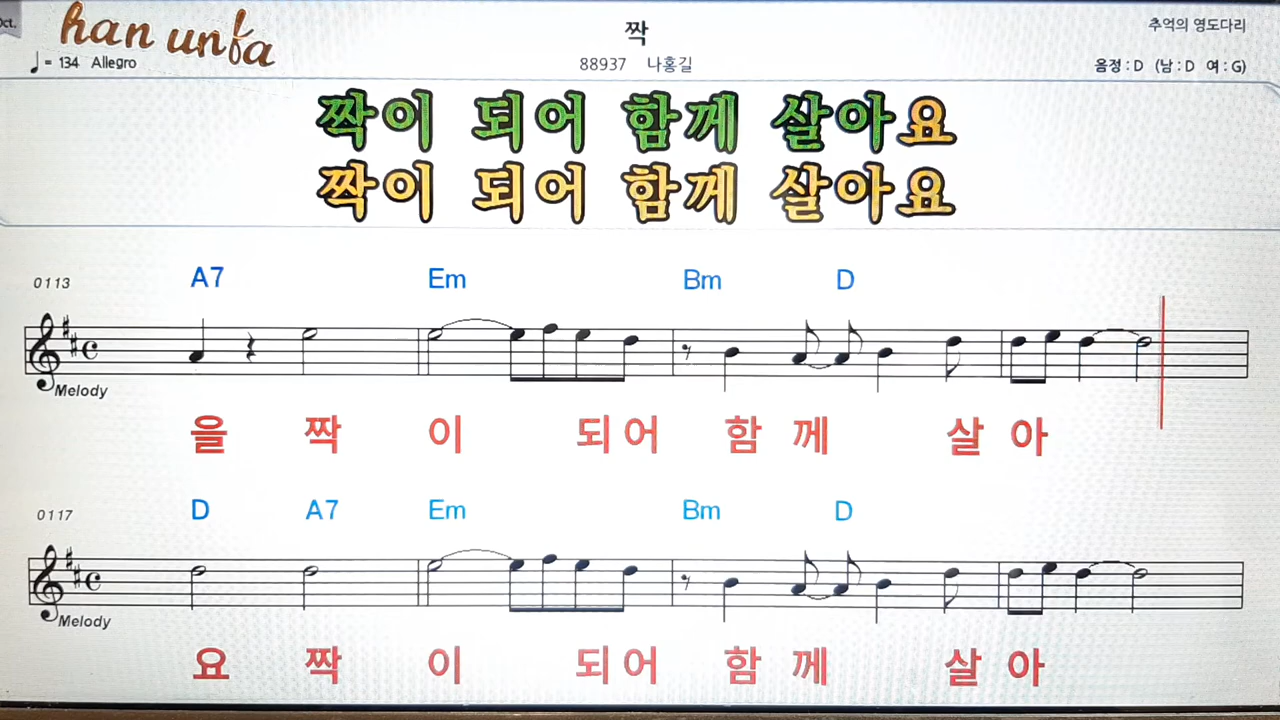 Oct.
han unfa
짝
추억의 영도다리
♩= 134 Allegro
88937 나훙길
음정 : D (남 : D 여 : G)
짝이 되어 함께 살아요
짝이 되어 함께 살아요
0113
A7 Em Bm D
Melody
을 짝 이 되 어 함 께 살 아
0117
D A7 Em Bm D
Melody
요 짝 이 되 어 함 께 살 아